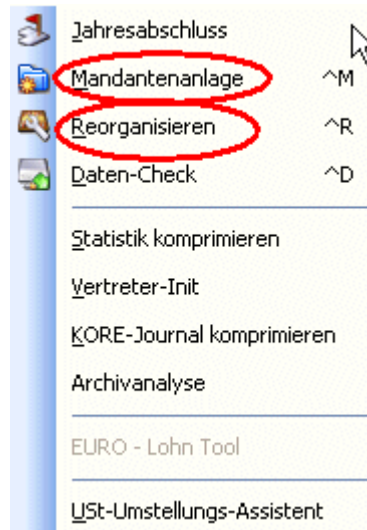 Jahresabschluss
Mandantenanlage ^M
Reorganisieren ^R
Daten-Check ^D
Statistik komprimieren
Vertreter-Init
KORE-Journal komprimieren
Archivanalyse
EURO - Lohn Tool
USt-Umstellungs-Assistent